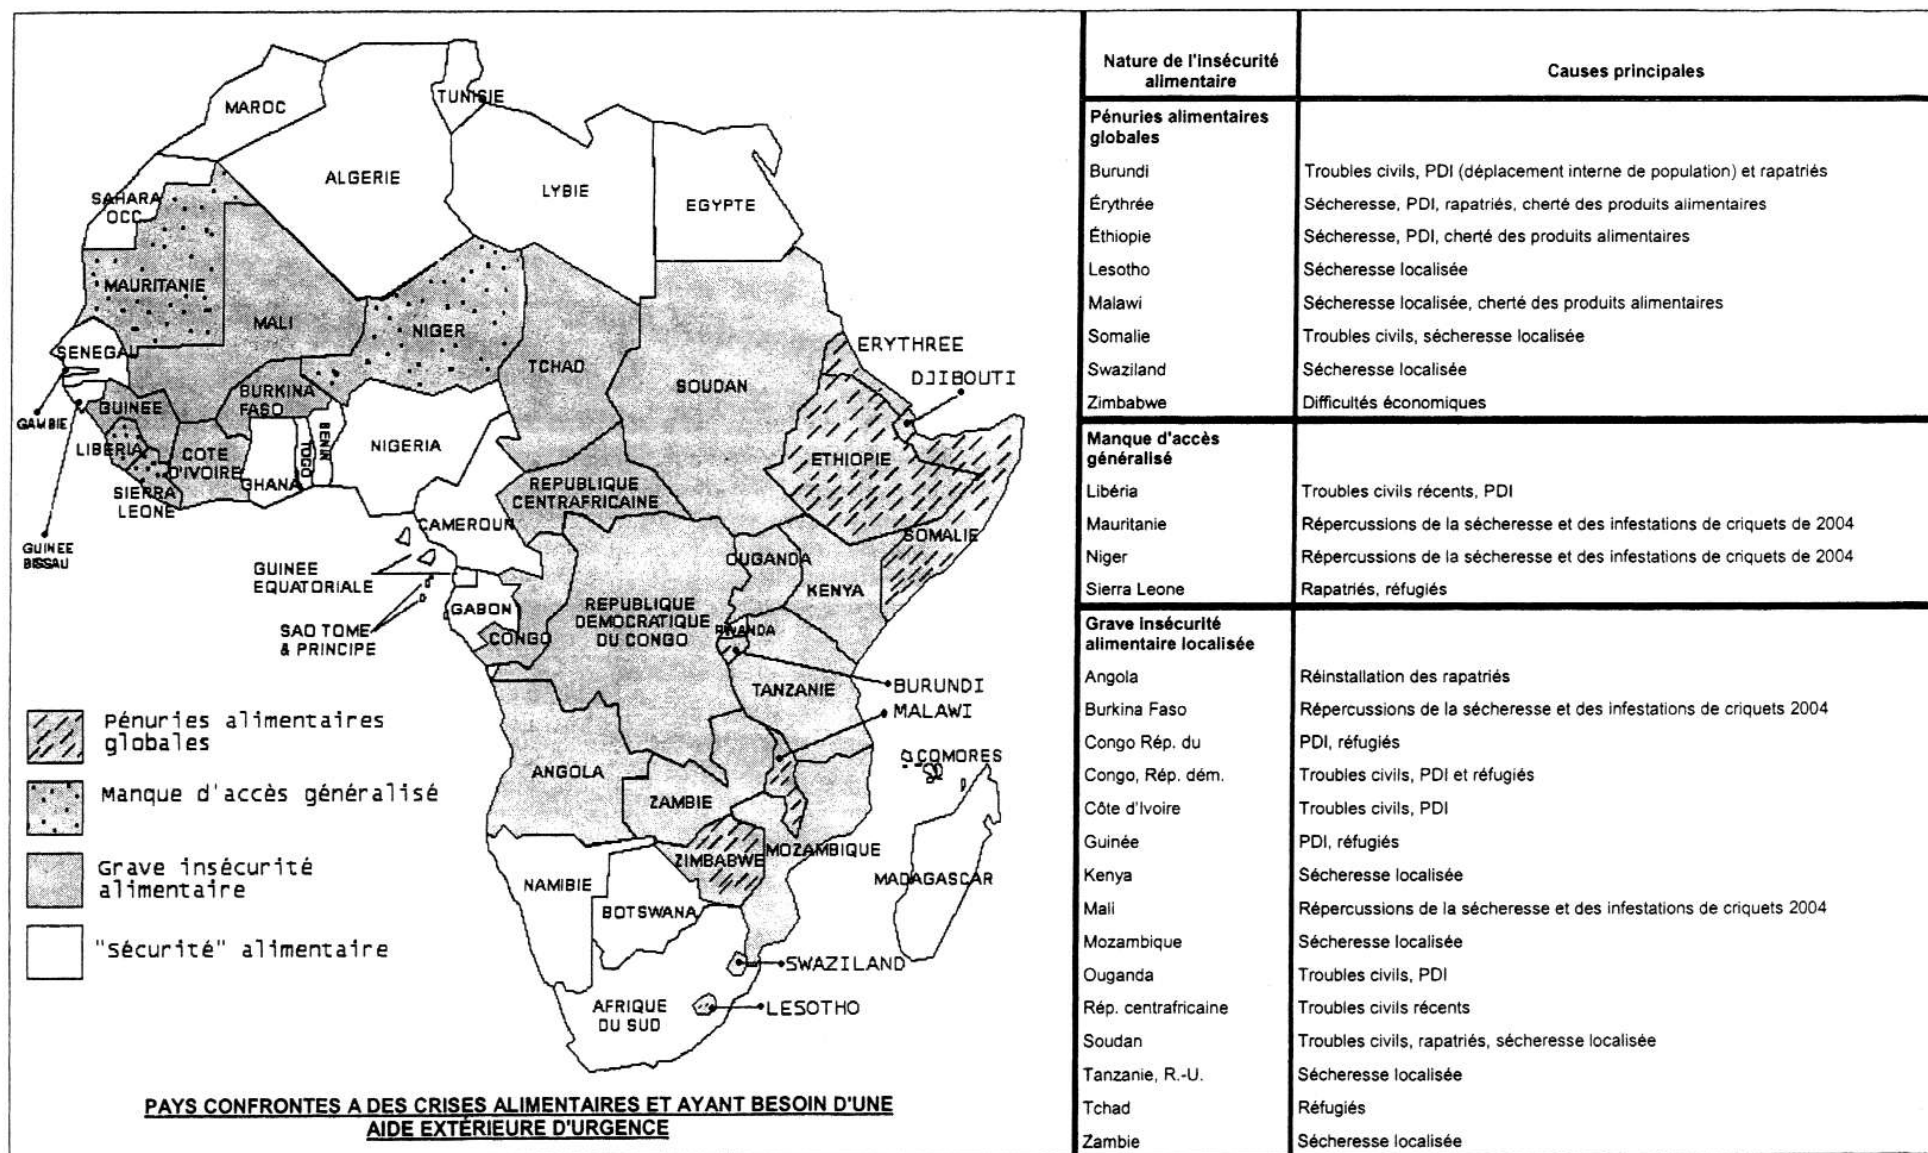 MAROC
TUNISIE
ALGERIE
LYBIE
EGYPTE
SAHARA
OCC.
MAURITANIE
MALI
NIGER
TCHAD
SOUDAN
ERYTHREE
DJIBOUTI
SENEGAL
GAMBIE
GUINEE
BISSAU
GUINEE
BURKINA
FASO
LIBERIA
SIERRA
LEONE
COTE
D'IVOIRE
GHANA
TOGO
BENIN
NIGERIA
ETHIOPIE
SOMALIE
REPUBLIQUE
CENTRAFRICAINE
CAMEROUN
GUINEE
EQUATORIALE
SAO TOME
& PRINCIPE
GABON
CONGO
REPUBLIQUE
DEMOCRATIQUE
DU CONGO
OUGANDA
KENYA
RWANDA
TANZANIE
BURUNDI
MALAWI
COMORES
ANGOLA
ZAMBIE
ZIMBABWE
MOZAMBIQUE
MADAGASCAR
NAMIBIE
BOTSWANA
SWAZILAND
LESOTHO
AFRIQUE
DU SUD
Pénuries alimentaires
globales
Manque d'accès généralisé
Grave insécurité
alimentaire
"Sécurité" alimentaire
PAYS CONFRONTES A DES CRISES ALIMENTAIRES ET AYANT BESOIN D'UNE
AIDE EXTÉRIEURE D'URGENCE
Nature de l'insécurité
alimentaire
Causes principales
Pénuries alimentaires
globales
Burundi Troubles civils, PDI (déplacement interne de population) et rapatriés
Érythrée Sécheresse, PDI, rapatriés, cherté des produits alimentaires
Éthiopie Sécheresse, PDI, cherté des produits alimentaires
Lesotho Sécheresse localisée
Malawi Sécheresse localisée, cherté des produits alimentaires
Somalie Troubles civils, sécheresse localisée
Swaziland Sécheresse localisée
Zimbabwe Difficultés économiques
Manque d'accès
généralisé
Libéria Troubles civils récents, PDI
Mauritanie Répercussions de la sécheresse et des infestations de criquets de 2004
Niger Répercussions de la sécheresse et des infestations de criquets de 2004
Sierra Leone Rapatriés, réfugiés
Grave insécurité
alimentaire localisée
Angola Réinstallation des rapatriés
Burkina Faso Répercussions de la sécheresse et des infestations de criquets 2004
Congo Rép. du PDI, réfugiés
Congo, Rép. dém. Troubles civils, PDI et réfugiés
Côte d'Ivoire Troubles civils, PDI
Guinée PDI, réfugiés
Kenya Sécheresse localisée
Mali Répercussions de la sécheresse et des infestations de criquets 2004
Mozambique Sécheresse localisée
Ouganda Troubles civils, PDI
Rép. centrafricaine Troubles civils récents
Soudan Troubles civils, rapatriés, sécheresse localisée
Tanzanie, R.-U. Sécheresse localisée
Tchad Réfugiés
Zambie Sécheresse localisée